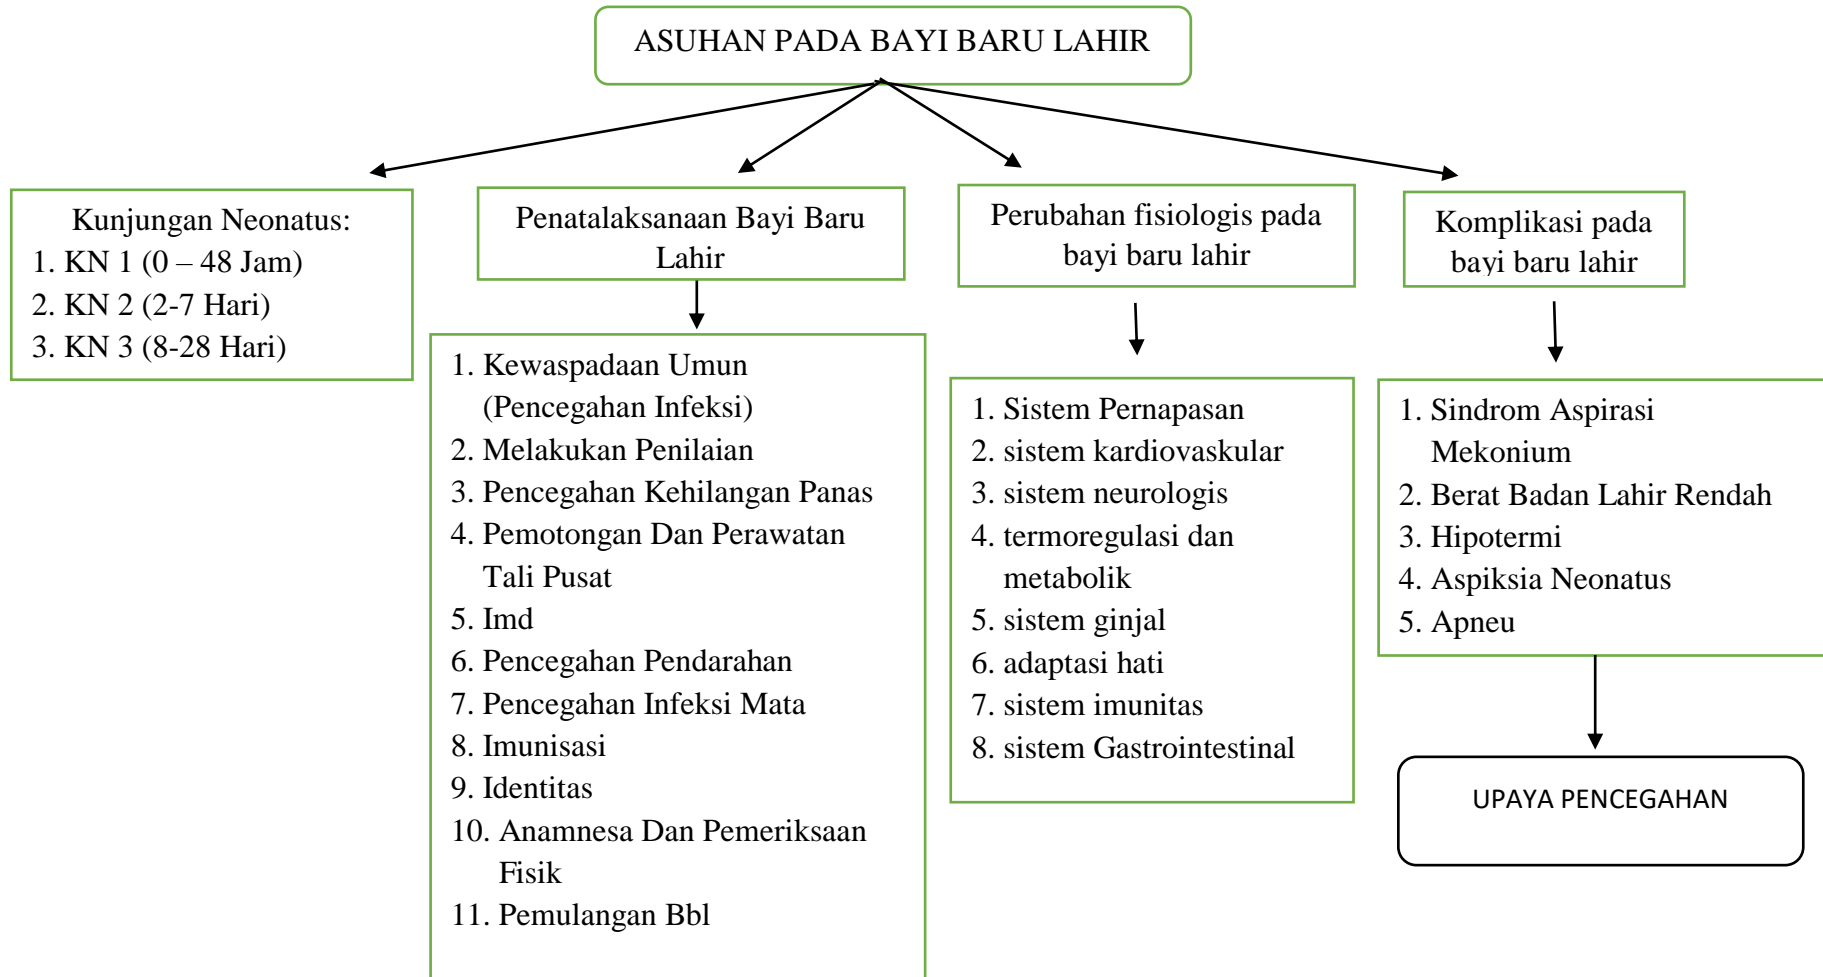 ASUHAN PADA BAYI BARU LAHIR
Kunjungan Neonatus:
1. KN 1 (0 – 48 Jam)
2. KN 2 (2-7 Hari)
3. KN 3 (8-28 Hari)
Penatalaksanaan Bayi Baru
Lahir
1. Kewaspadaan Umun
(Pencegahan Infeksi)
2. Melakukan Penilaian
3. Pencegahan Kehilangan Panas
4. Pemotongan Dan Perawatan
Tali Pusat
5. Imd
6. Pencegahan Pendarahan
7. Pencegahan Infeksi Mata
8. Imunisasi
9. Identitas
10. Anamnesa Dan Pemeriksaan
Fisik
11. Pemulangan Bbl
Perubahan fisiologis pada
bayi baru lahir
1. Sistem Pernapasan
2. sistem kardiovaskular
3. sistem neurologis
4. termoregulasi dan
metabolik
5. sistem ginjal
6. adaptasi hati
7. sistem imunitas
8. sistem Gastrointestinal
Komplikasi pada
bayi baru lahir
1. Sindrom Aspirasi
Mekonium
2. Berat Badan Lahir Rendah
3. Hipotermi
4. Aspiksia Neonatus
5. Apneu
UPAYA PENCEGAHAN